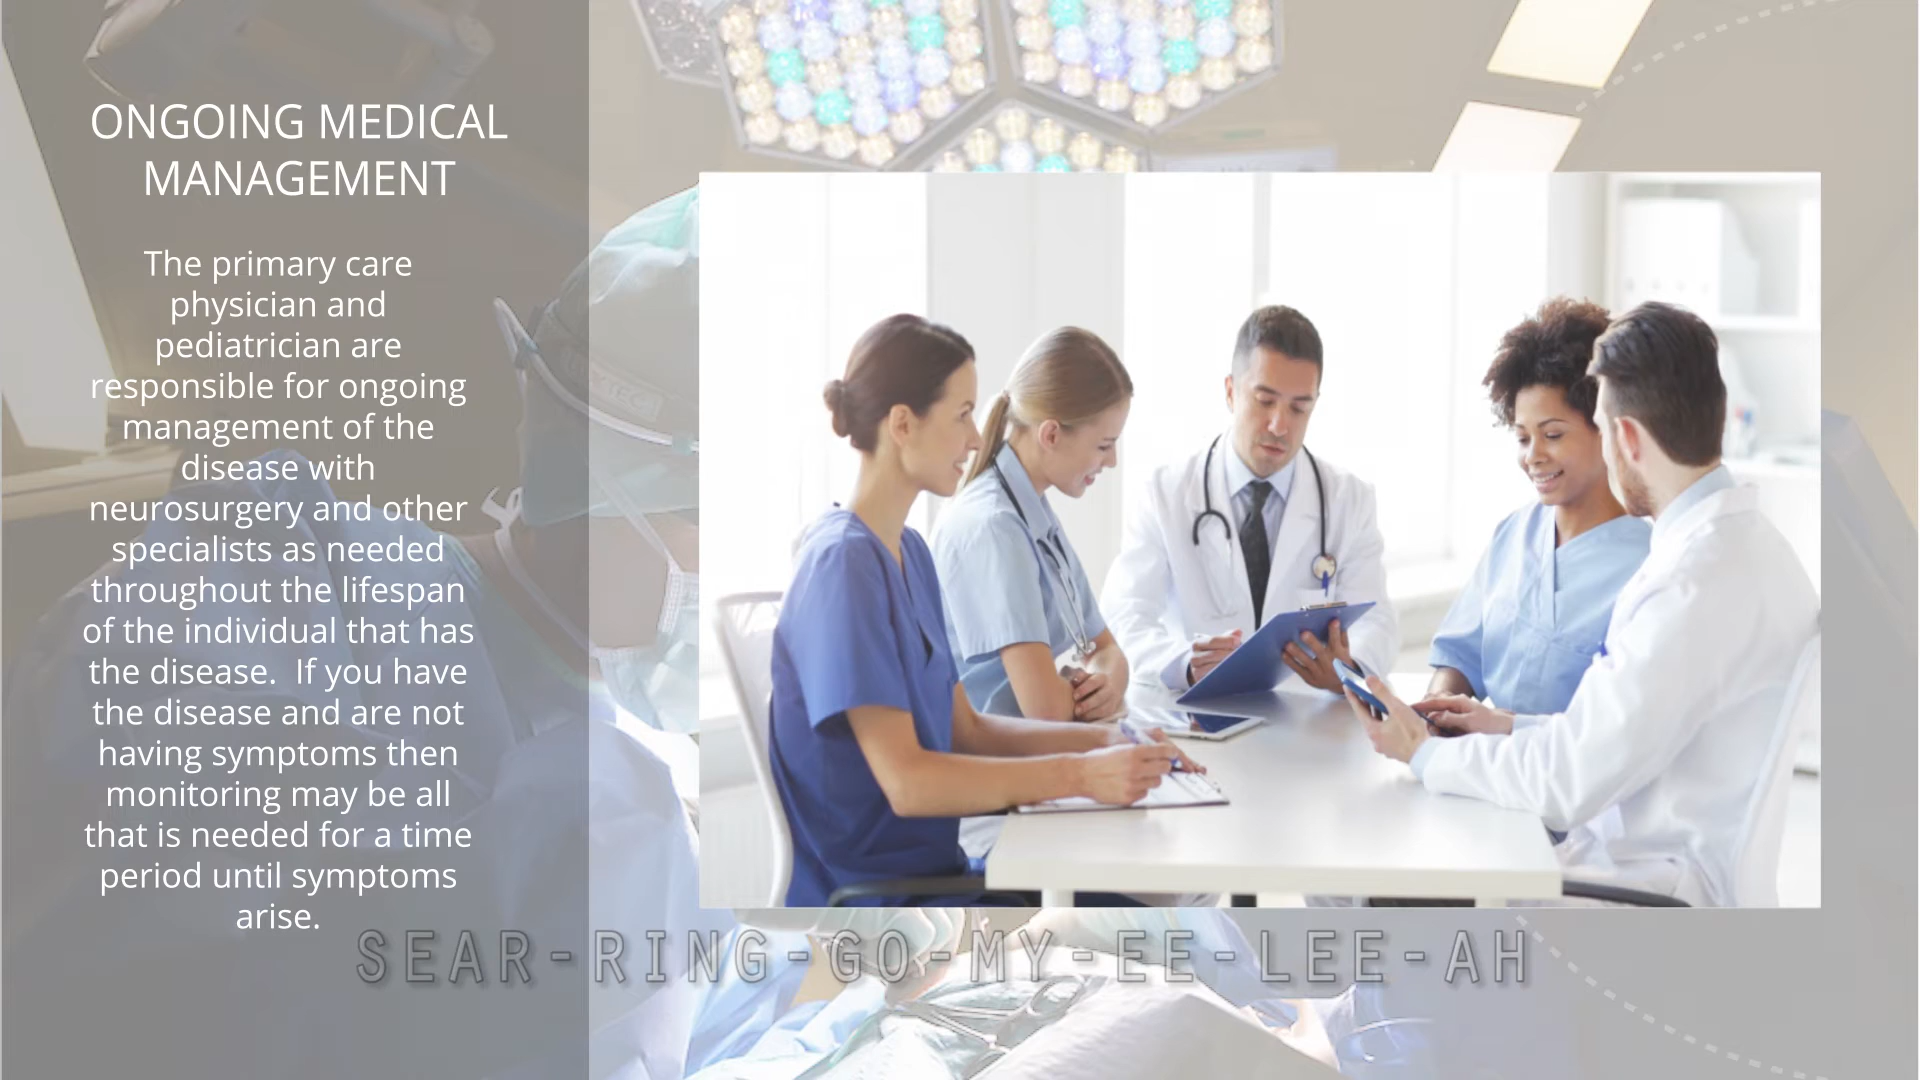 ONGOING MEDICAL
MANAGEMENT
The primary care
physician and
pediatrician are
responsible for ongoing
management of the
disease with
neurosurgery and other
specialists as needed
throughout the lifespan
of the individual that has
the disease.  If you have
the disease and are not
having symptoms then
monitoring may be all
that is needed for a time
period until symptoms
arise.
SEAR-RING-GO-MY-EE-LEE-AH